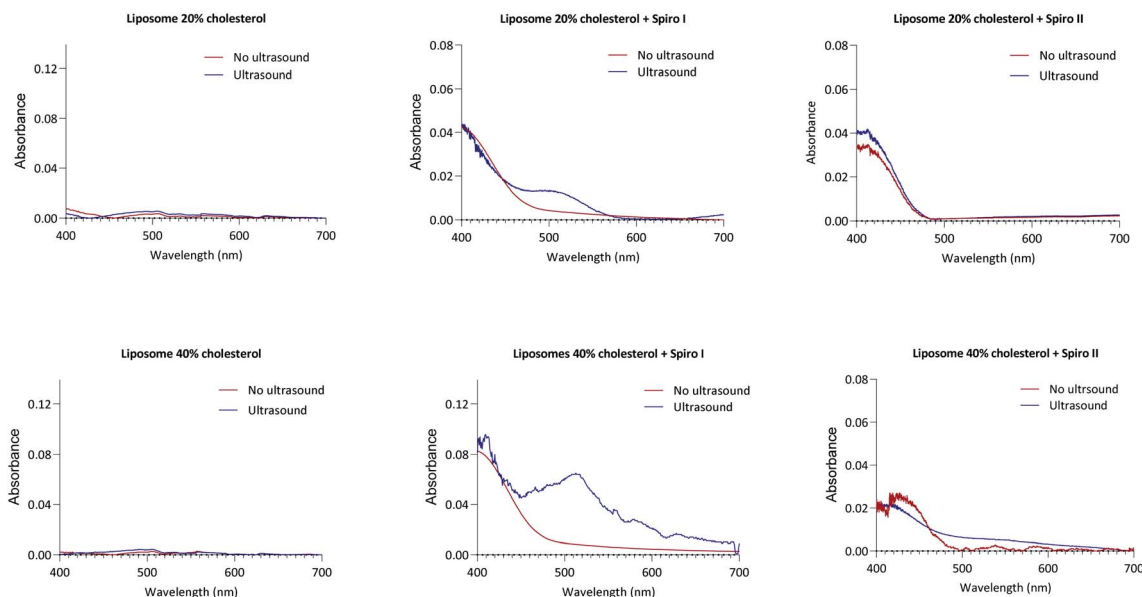 Liposome 20% cholesterol
No ultrasound
Ultrasound
0.12
0.08
0.04
0.00
Absorbance
400 500 600 700
Wavelength (nm)
Liposome 20% cholesterol + Spiro I
No ultrasound
Ultrasound
0.08
0.06
0.04
0.02
0.00
Absorbance
400 500 600 700
Wavelength (nm)
Liposome 20% cholesterol + Spiro II
No ultrasound
Ultrasound
0.08
0.06
0.04
0.02
0.00
Absorbance
400 500 600 700
Wavelength (nm)
Liposome 40% cholesterol
No ultrasound
Ultrasound
0.12
0.08
0.04
0.00
Absorbance
400 500 600 700
Wavelength (nm)
Liposomes 40% cholesterol + Spiro I
No ultrasound
Ultrasound
0.12
0.08
0.04
0.00
Absorbance
400 500 600 700
Wavelength (nm)
Liposome 40% cholesterol + Spiro II
No ultrsound
Ultrasound
0.08
0.06
0.04
0.02
0.00
Absorbance
400 500 600 700
Wavelength (nm)